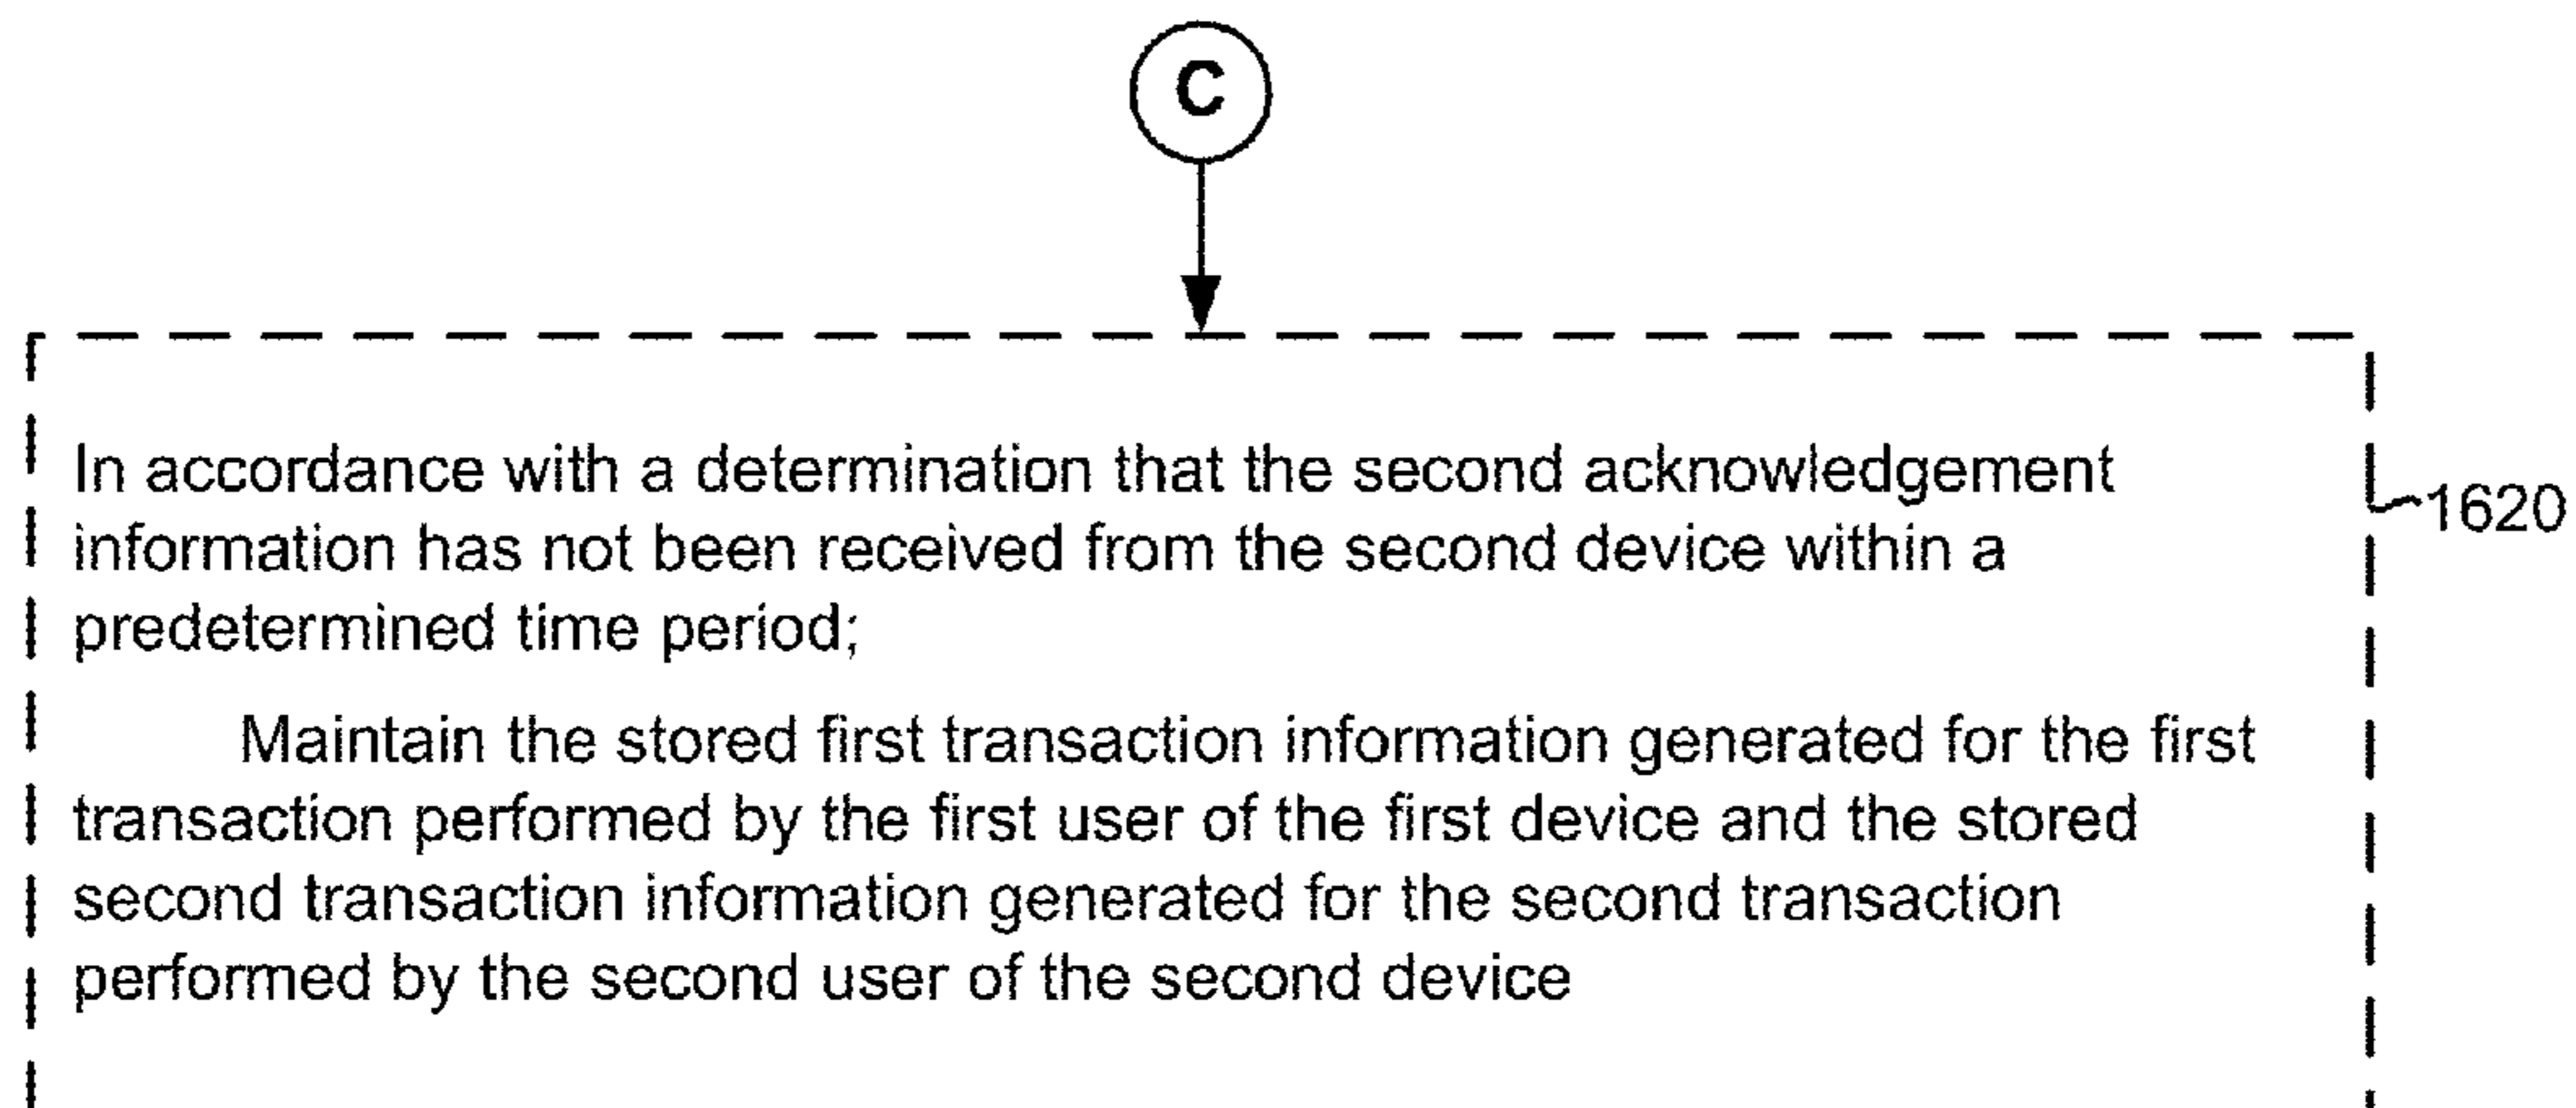 C
In accordance with a determination that the second acknowledgement
information has not been received from the second device within a
predetermined time period;
Maintain the stored first transaction information generated for the first
transaction performed by the first user of the first device and the stored
second transaction information generated for the second transaction
performed by the second user of the second device
1620